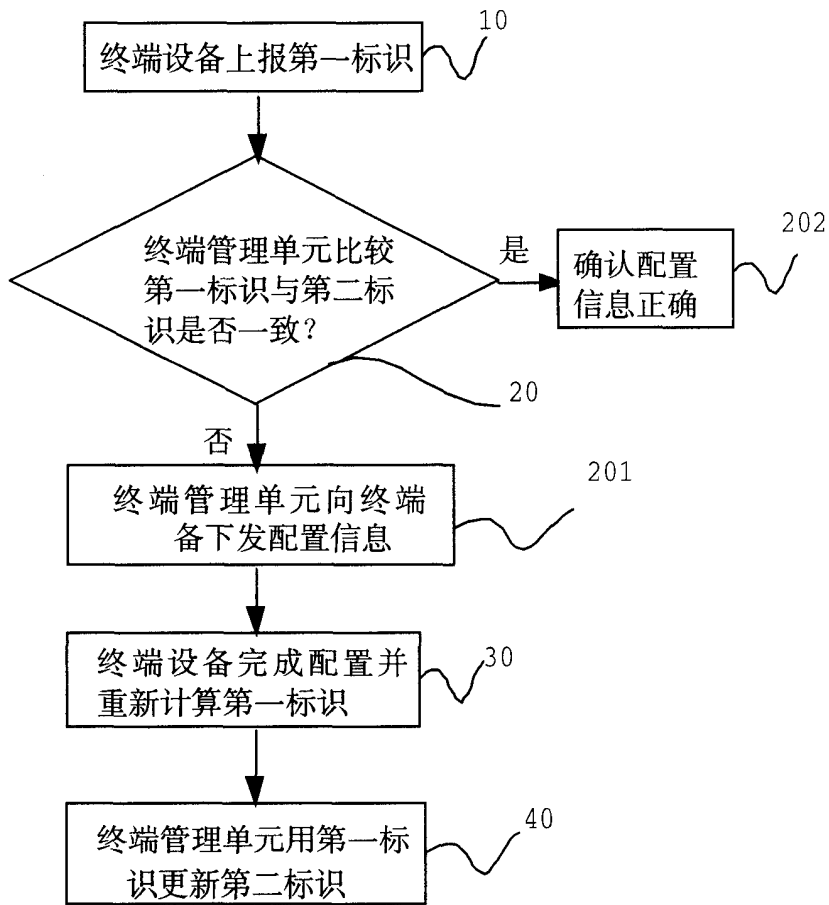 10
终端设备上报第一标识
终端管理单元比较
第一标识与第二标
识是否一致？
是
202
确认配置
信息正确
20
否
201
终端管理单元向终端
备下发配置信息
30
终端设备完成配置并
重新计算第一标识
40
终端管理单元用第一标
识更新第二标识